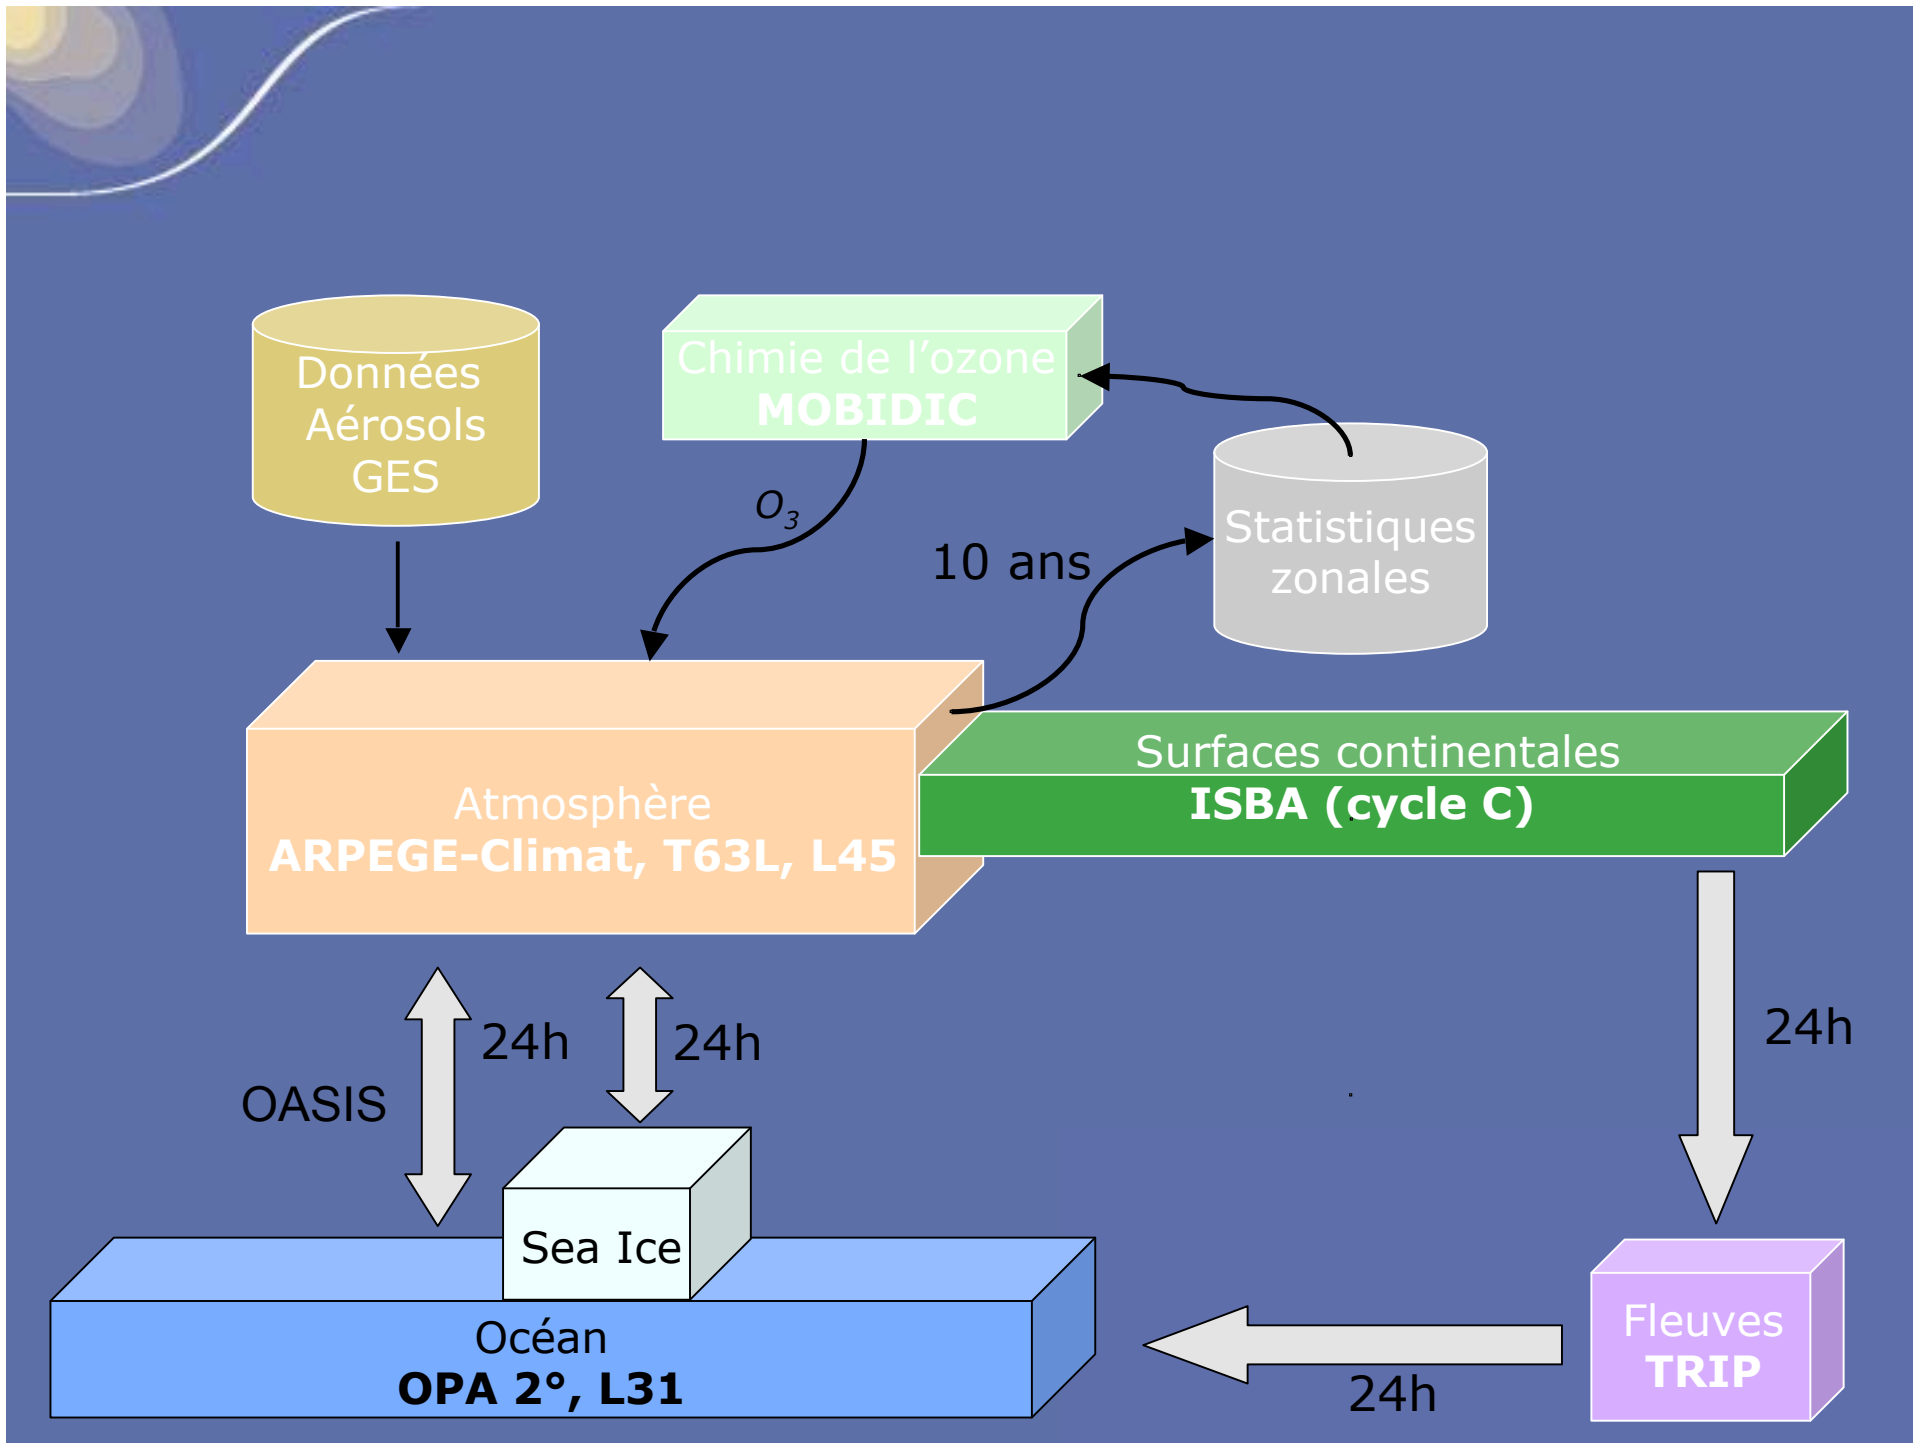 Données
Aérosols
GES
Chimie de l’ozone
MOBIDIC
O3
10 ans
Statistiques
zonales
Atmosphère
ARPEGE-Climat, T63L, L45
Surfaces continentales
ISBA (cycle C)
24h
24h
24h
OASIS
Sea Ice
Océan
OPA 2°, L31
Fleuves
TRIP
24h